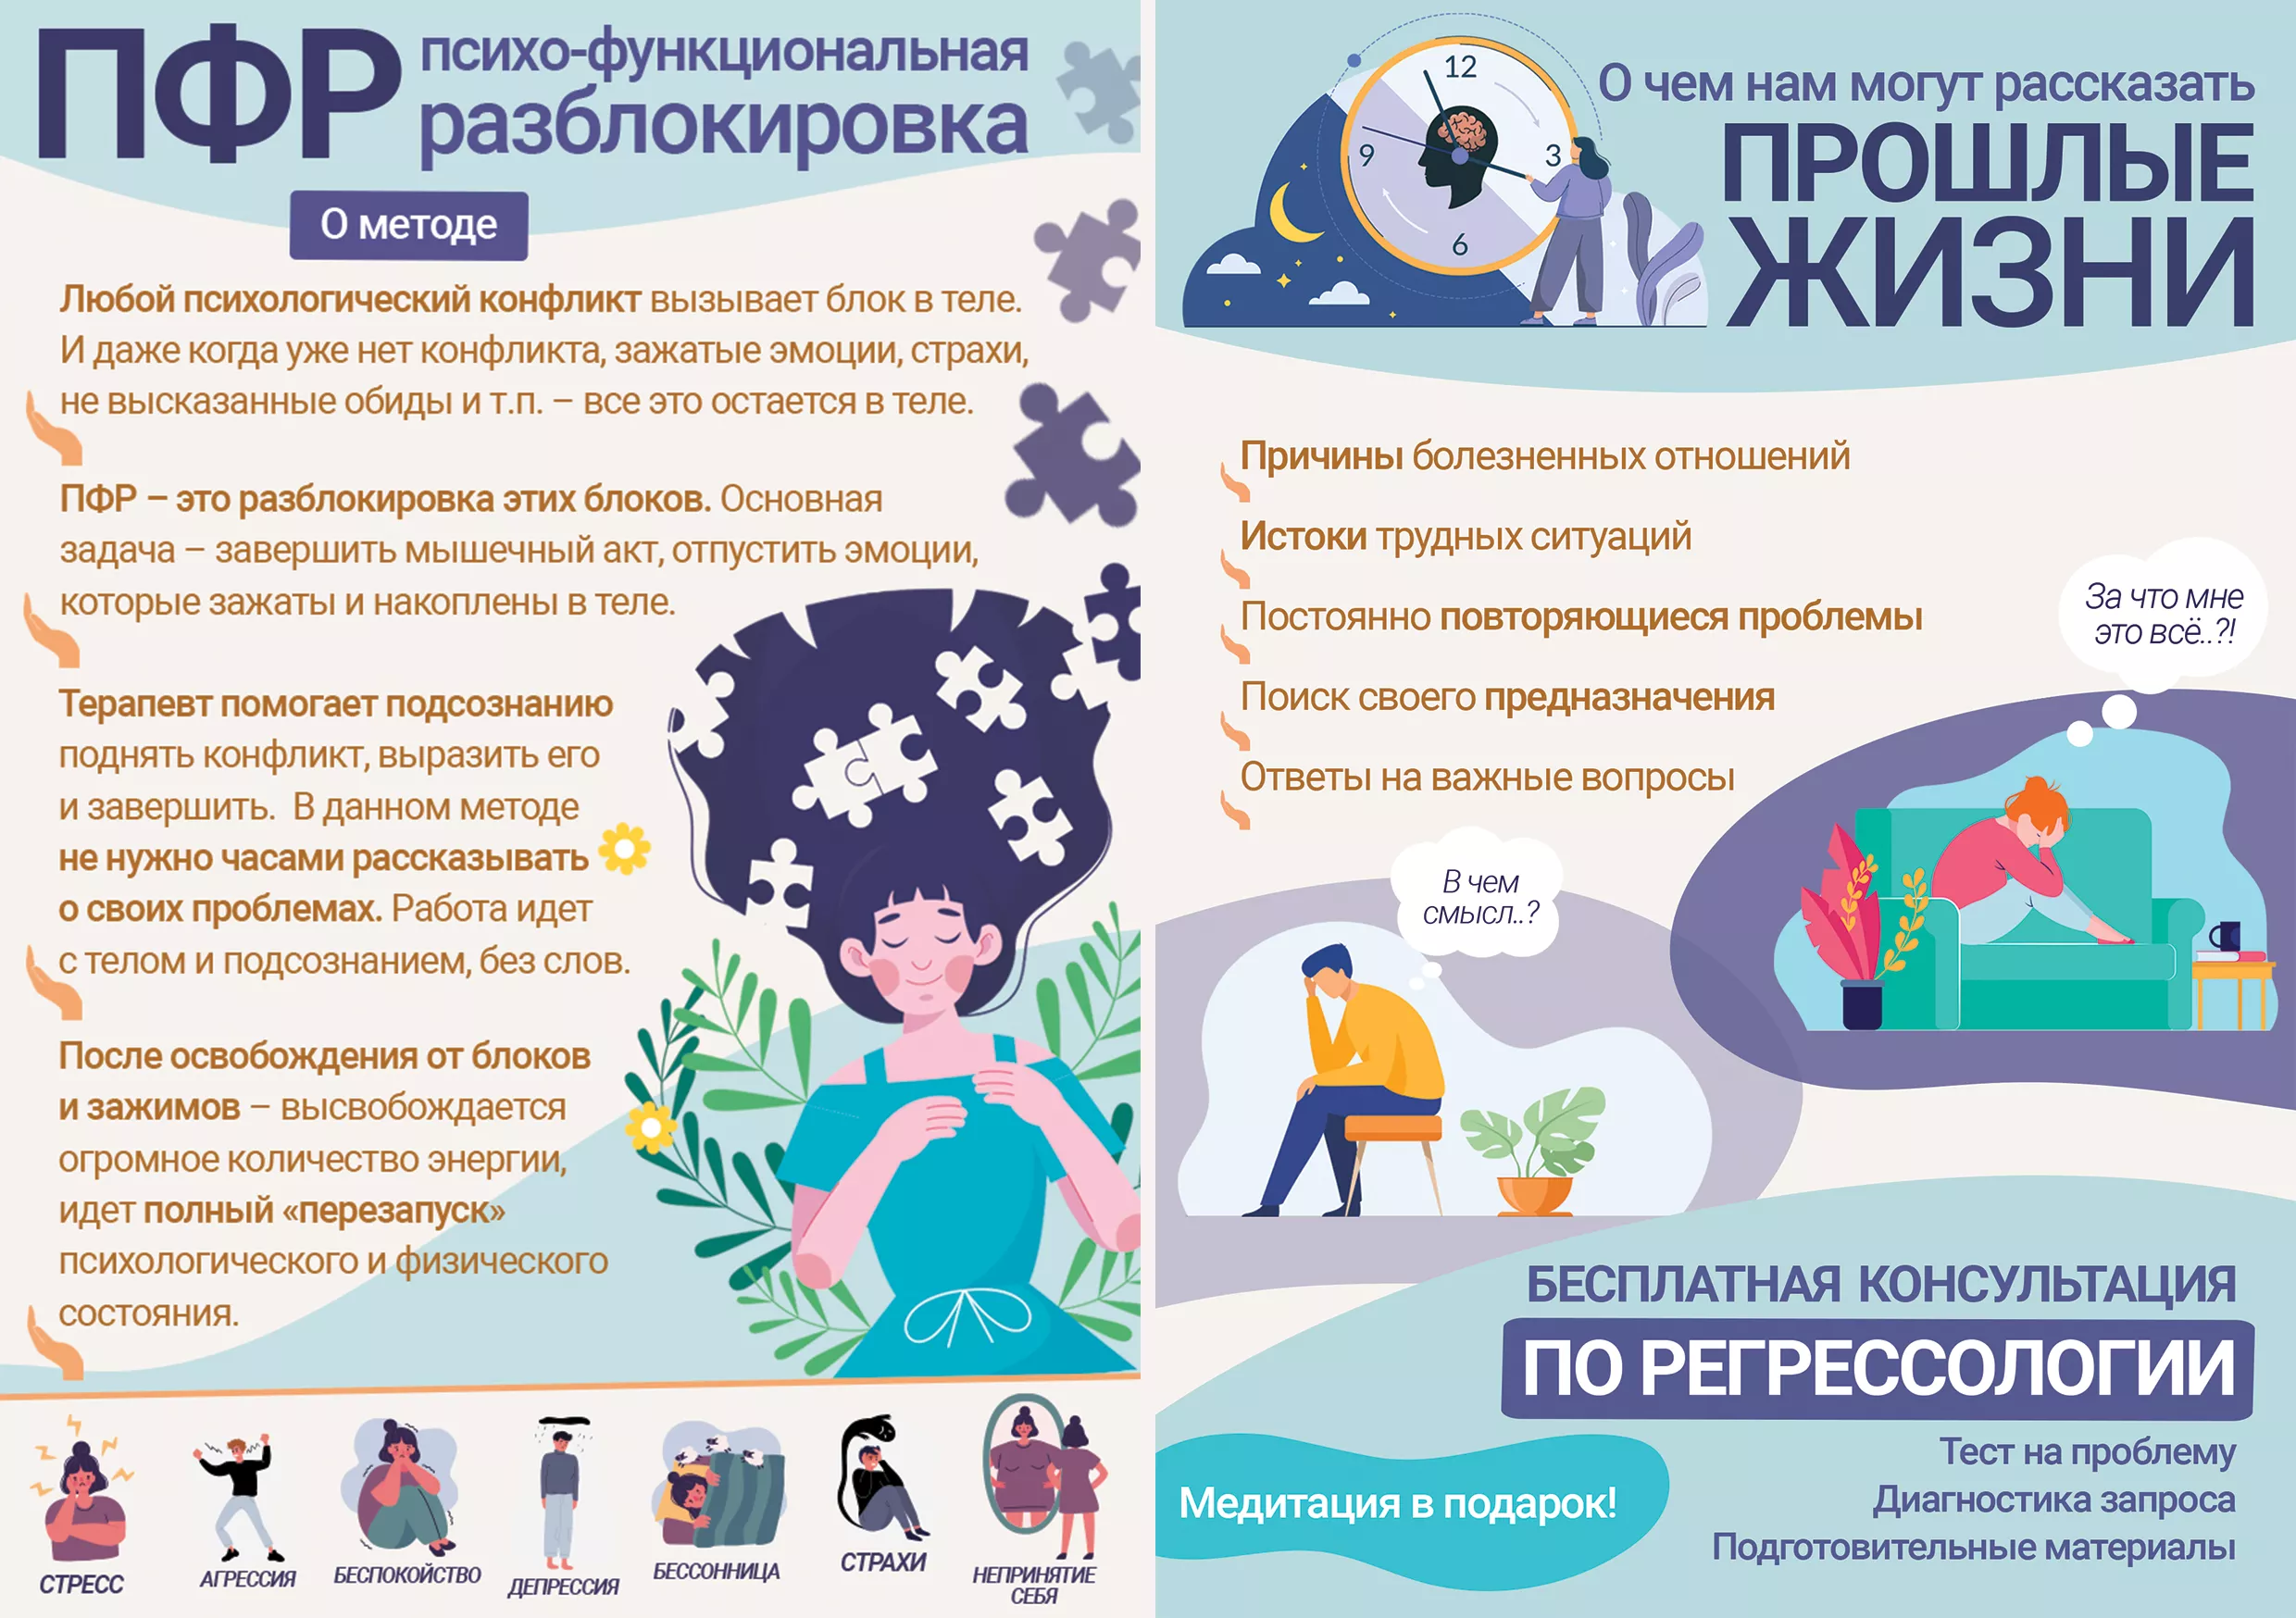 ПФР
психо-функциональная
разблокировка
О методе
Любой психологический конфликт вызывает блок в теле.
И даже когда уже нет конфликта, зажатые эмоции, страхи,
не высказанные обиды и т.п. – все это остается в теле.
ПФР – это разблокировка этих блоков. Основная
задача – завершить мышечный акт, отпустить эмоции,
которые зажаты и накоплены в теле.
Терапевт помогает подсознанию
поднять конфликт, выразить его
и завершить. В данном методе
не нужно часами рассказывать
о своих проблемах. Работа идет
с телом и подсознанием, без слов.
После освобождения от блоков
и зажимов – высвобождается
огромное количество энергии,
идет полный «перезапуск»
психологического и физического
состояния.
СТРЕСС
АГРЕССИЯ
БЕСПОКОЙСТВО
ДЕПРЕССИЯ
БЕССОННИЦА
СТРАХИ
НЕПРИНЯТИЕ
СЕБЯ
12
3
6
9
О чем нам могут рассказать
ПРОШЛЫЕ
ЖИЗНИ
Причины болезненных отношений
Истоки трудных ситуаций
Постоянно повторяющиеся проблемы
Поиск своего предназначения
Ответы на важные вопросы
За что мне
это всё..?!
В чем
смысл..?
БЕСПЛАТНАЯ КОНСУЛЬТАЦИЯ
ПО РЕГРЕССОЛОГИИ
Тест на проблему
Диагностика запроса
Подготовительные материалы
Медитация в подарок!